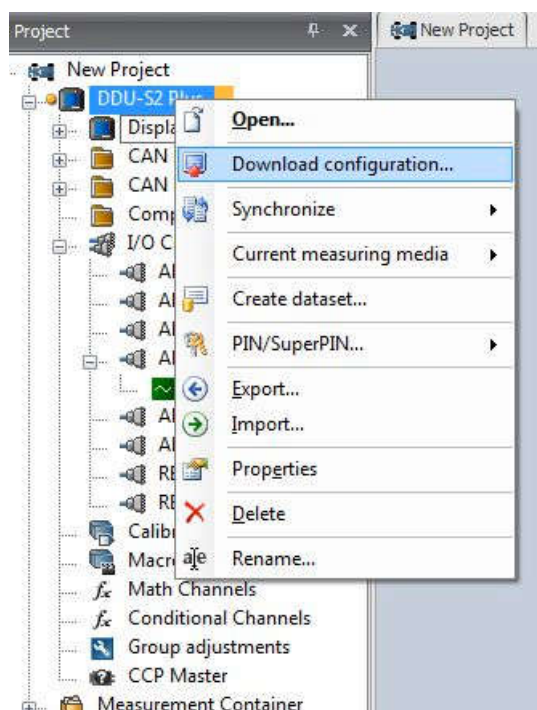 Project
New Project
New Project
DDU-S2 Plus
Open...
Download configuration...
Synchronize
Current measuring media
Create dataset...
PIN/SuperPIN...
Export...
Import...
Properties
Delete
Rename...
CAN
CAN
I/O
Math Channels
Conditional Channels
Group adjustments
CCP Master
Measurement Container